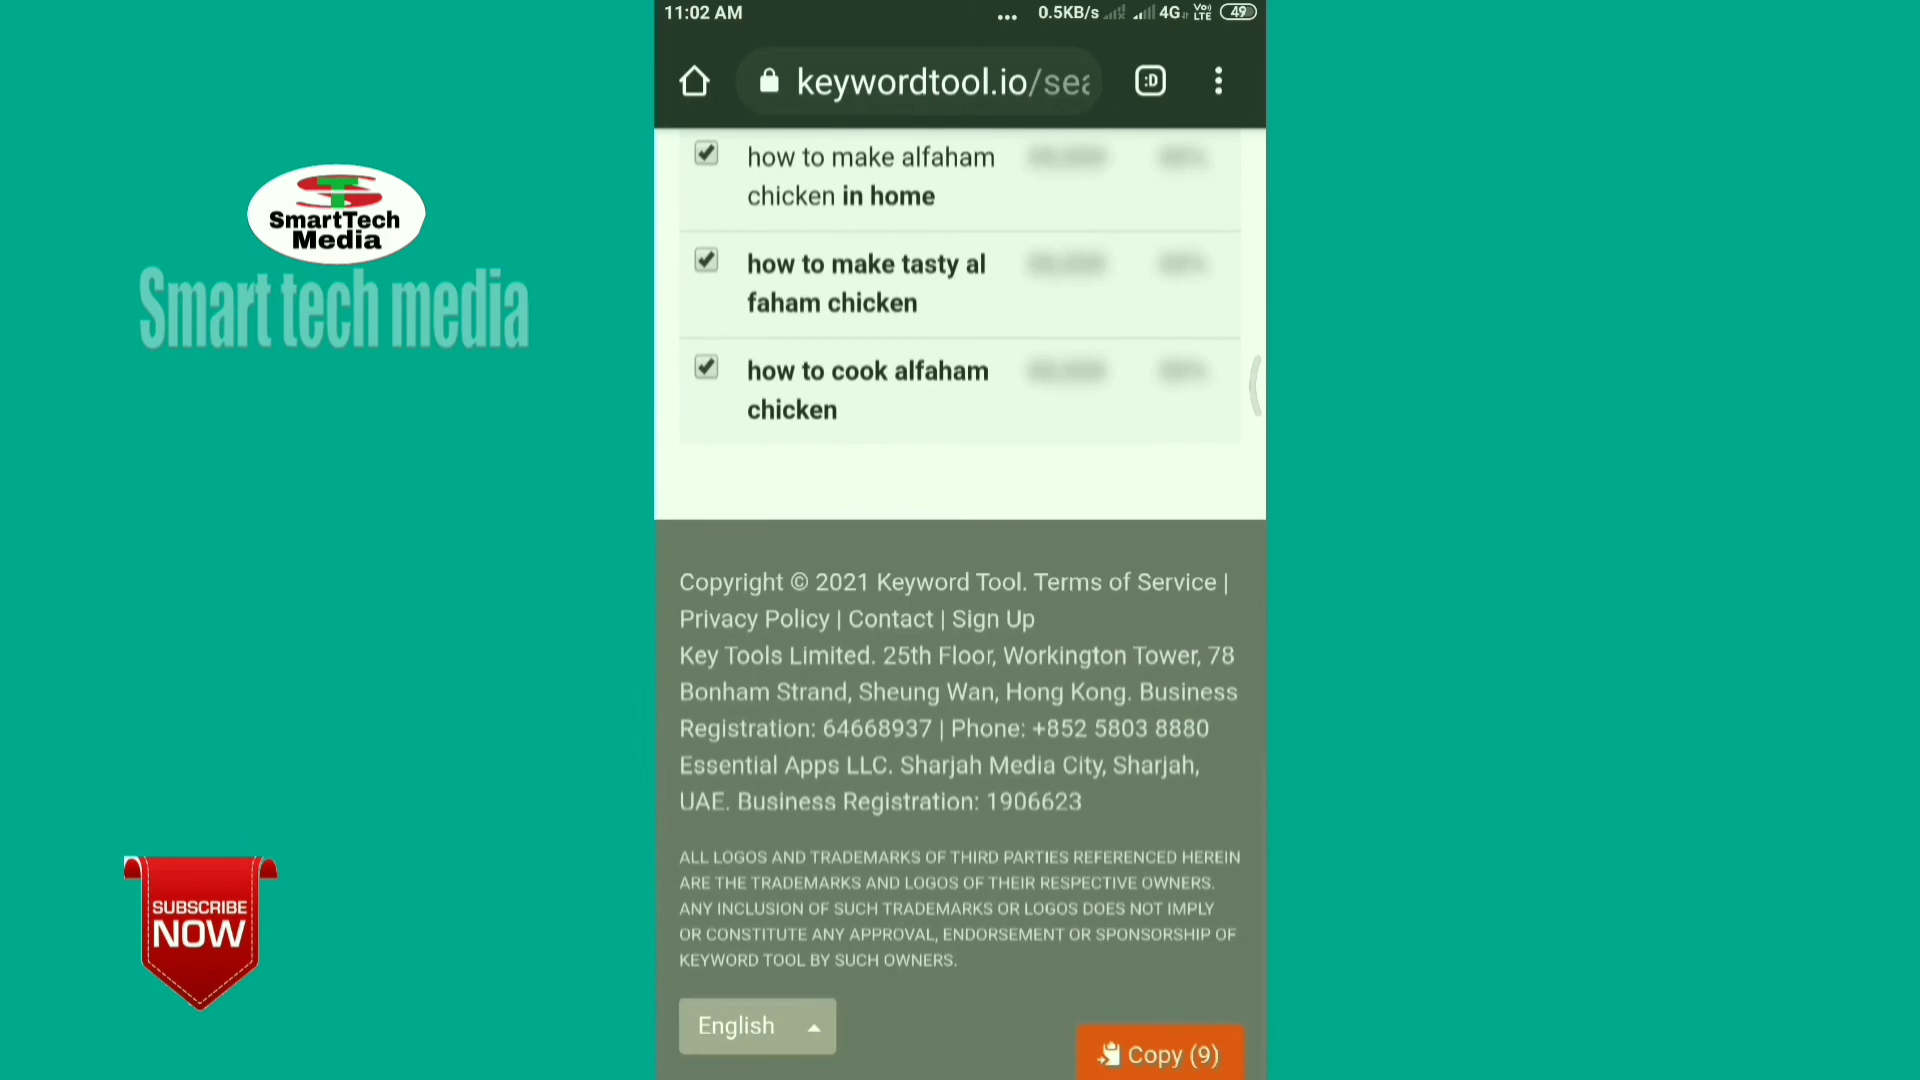 11:02 AM
... 0.5KB/s 4G VoLTE 49
keywordtool.io/sea
:D
how to make alfaham
chicken in home
how to make tasty al
faham chicken
how to cook alfaham
chicken
Copyright © 2021 Keyword Tool. Terms of Service |
Privacy Policy | Contact | Sign Up
Key Tools Limited. 25th Floor, Workington Tower, 78
Bonham Strand, Sheung Wan, Hong Kong. Business
Registration: 64668937 | Phone: +852 5803 8880
Essential Apps LLC. Sharjah Media City, Sharjah,
UAE. Business Registration: 1906623
ALL LOGOS AND TRADEMARKS OF THIRD PARTIES REFERENCED HEREIN
ARE THE TRADEMARKS AND LOGOS OF THEIR RESPECTIVE OWNERS.
ANY INCLUSION OF SUCH TRADEMARKS OR LOGOS DOES NOT IMPLY
OR CONSTITUTE ANY APPROVAL, ENDORSEMENT OR SPONSORSHIP OF
KEYWORD TOOL BY SUCH OWNERS.
English
Copy (9)
ST
SmartTech
Media
Smart tech media
SUBSCRIBE
NOW